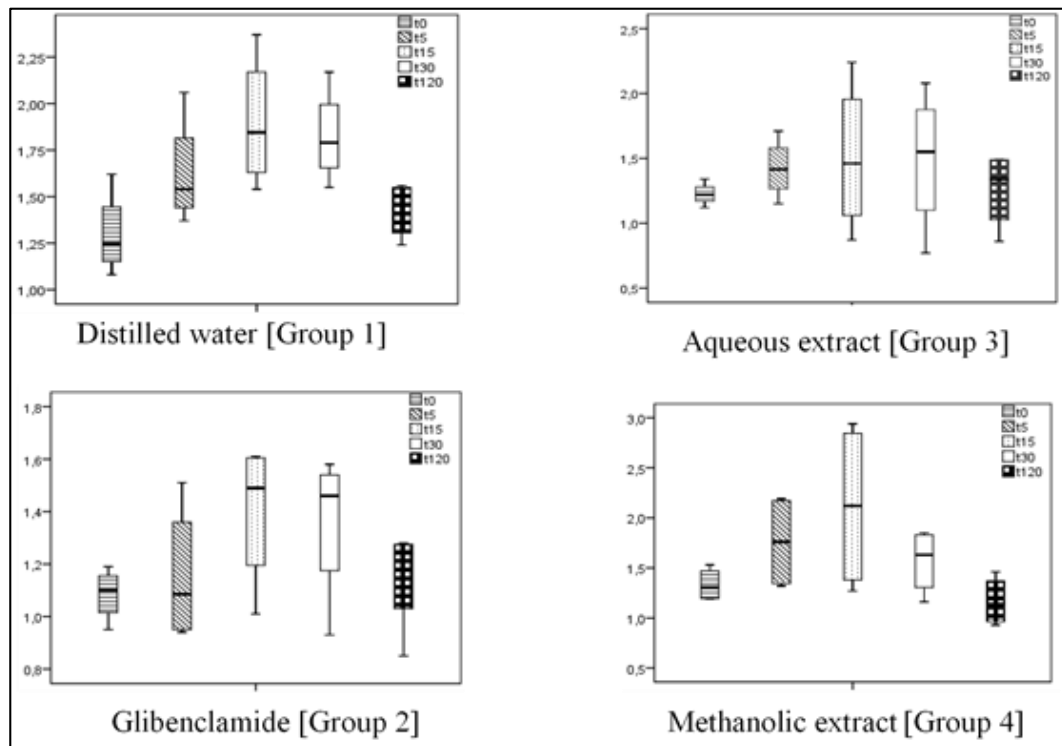 t0
t5
t15
t30
t120
2,25
2,00
1,75
1,50
1,25
1,00
Distilled water [Group 1]
t0
t5
t15
t30
t120
2,5
2,0
1,5
1,0
0,5
Aqueous extract [Group 3]
t0
t5
t15
t30
t120
1,8
1,6
1,4
1,2
1,0
0,8
Glibenclamide [Group 2]
t0
t5
t15
t30
t120
3,0
2,5
2,0
1,5
1,0
0,5
Methanolic extract [Group 4]